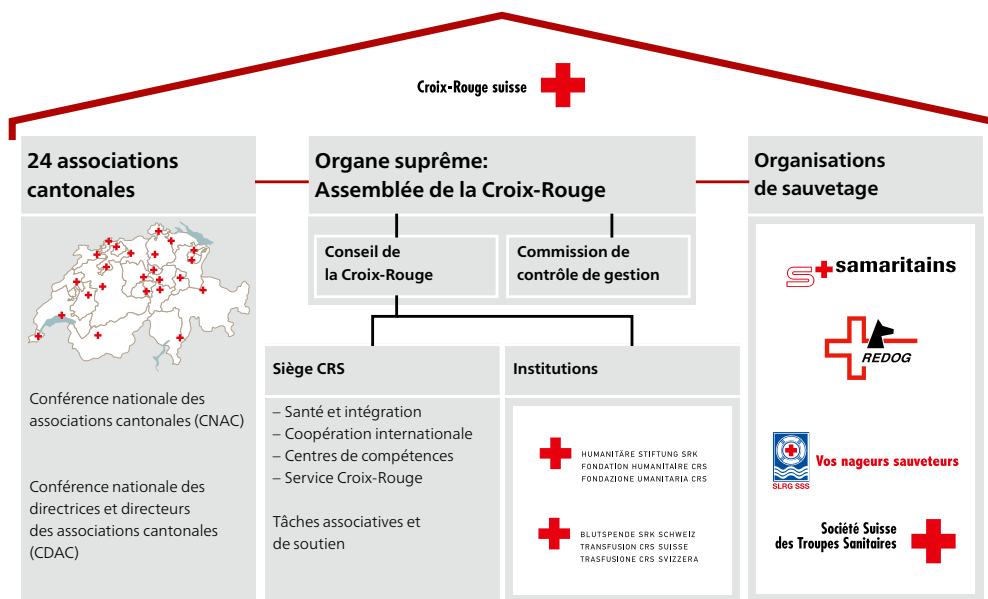 Croix-Rouge suisse
24 associations
cantonales
Organe suprême:
Assemblée de la Croix-Rouge
Organisations
de sauvetage
Conseil de
la Croix-Rouge
Commission de
contrôle de gestion
Conférence nationale des
associations cantonales (CNAC)
Conférence nationale des
directrices et directeurs
des associations cantonales
(CDAC)
Siège CRS
– Santé et intégration
– Coopération internationale
– Centres de compétences
– Service Croix-Rouge
Tâches associatives et
de soutien
Institutions
HUMANITÄRE STIFTUNG SRK
FONDATION HUMANITAIRE CRS
FONDAZIONE UMANITARIA CRS
BLUTSPENDE SRK SCHWEIZ
TRANSFUSION CRS SUISSE
TRASFUSIONE CRS SVIZZERA
S samaritains
REDOG
SLRG SSS
Vos nageurs sauveteurs
Société Suisse
des Troupes Sanitaires